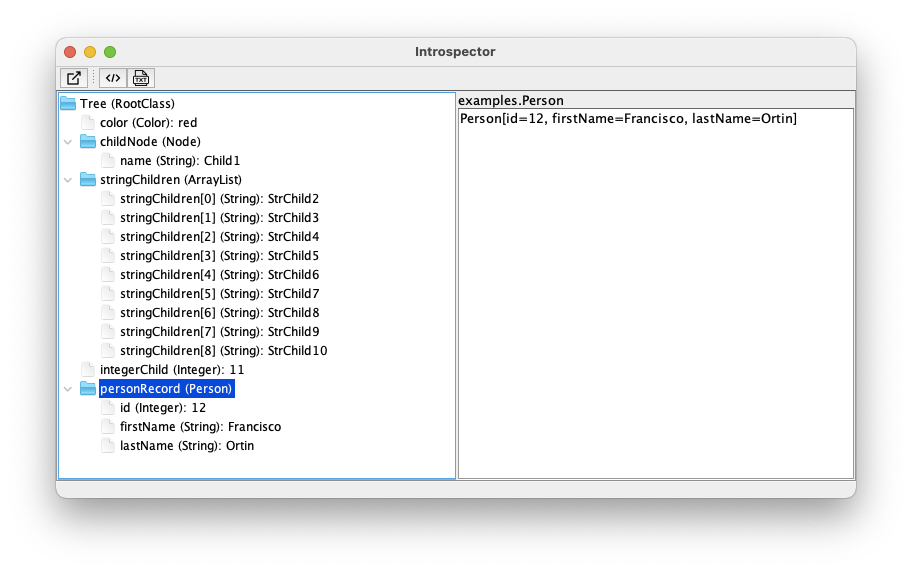 Introspector
</>
TXT
Tree (RootClass)
color (Color): red
childNode (Node)
name (String): Child1
stringChildren (ArrayList)
stringChildren[0] (String): StrChild2
stringChildren[1] (String): StrChild3
stringChildren[2] (String): StrChild4
stringChildren[3] (String): StrChild5
stringChildren[4] (String): StrChild6
stringChildren[5] (String): StrChild7
stringChildren[6] (String): StrChild8
stringChildren[7] (String): StrChild9
stringChildren[8] (String): StrChild10
integerChild (Integer): 11
personRecord (Person)
id (Integer): 12
firstName (String): Francisco
lastName (String): Ortin
examples.Person
Person[id=12, firstName=Francisco, lastName=Ortin]